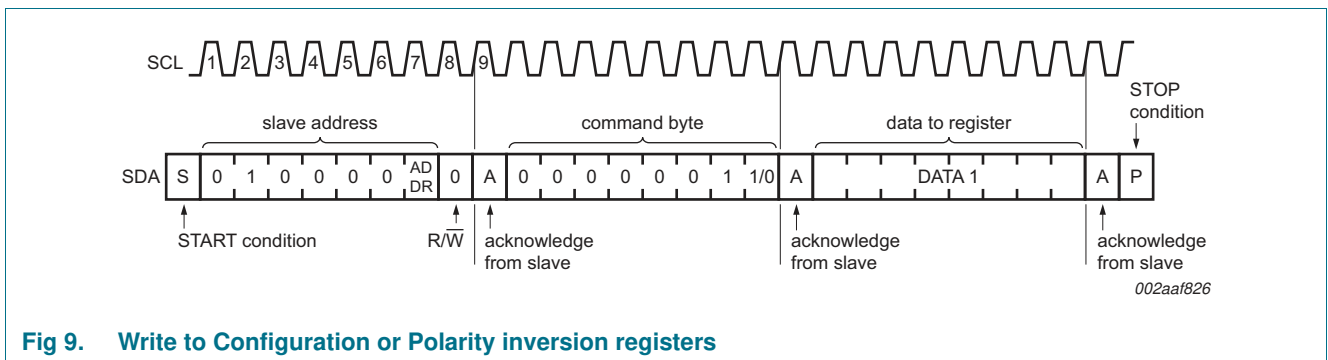 SCL 1 2 3 4 5 6 7 8 9
STOP
condition
slave address command byte data to register
SDA S 0 1 0 0 0 0 AD DR 0 A 0 0 0 0 0 0 1 1/0 A DATA 1 A P
START condition R/W̅ acknowledge from slave acknowledge from slave acknowledge from slave
002aaf826
Fig 9. Write to Configuration or Polarity inversion registers